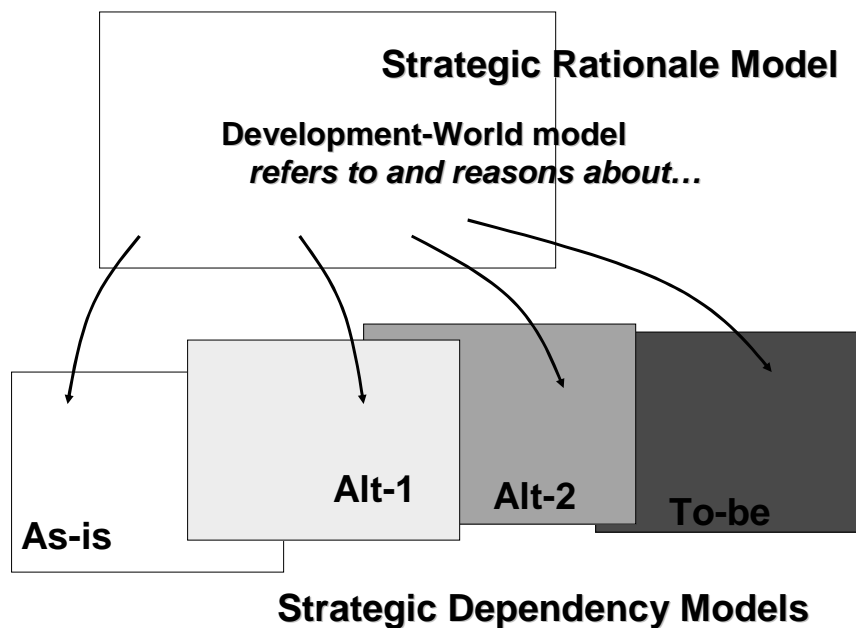 Strategic Rationale Model
Development-World model
refers to and reasons about…
As-is
Alt-1
Alt-2
To-be
Strategic Dependency Models